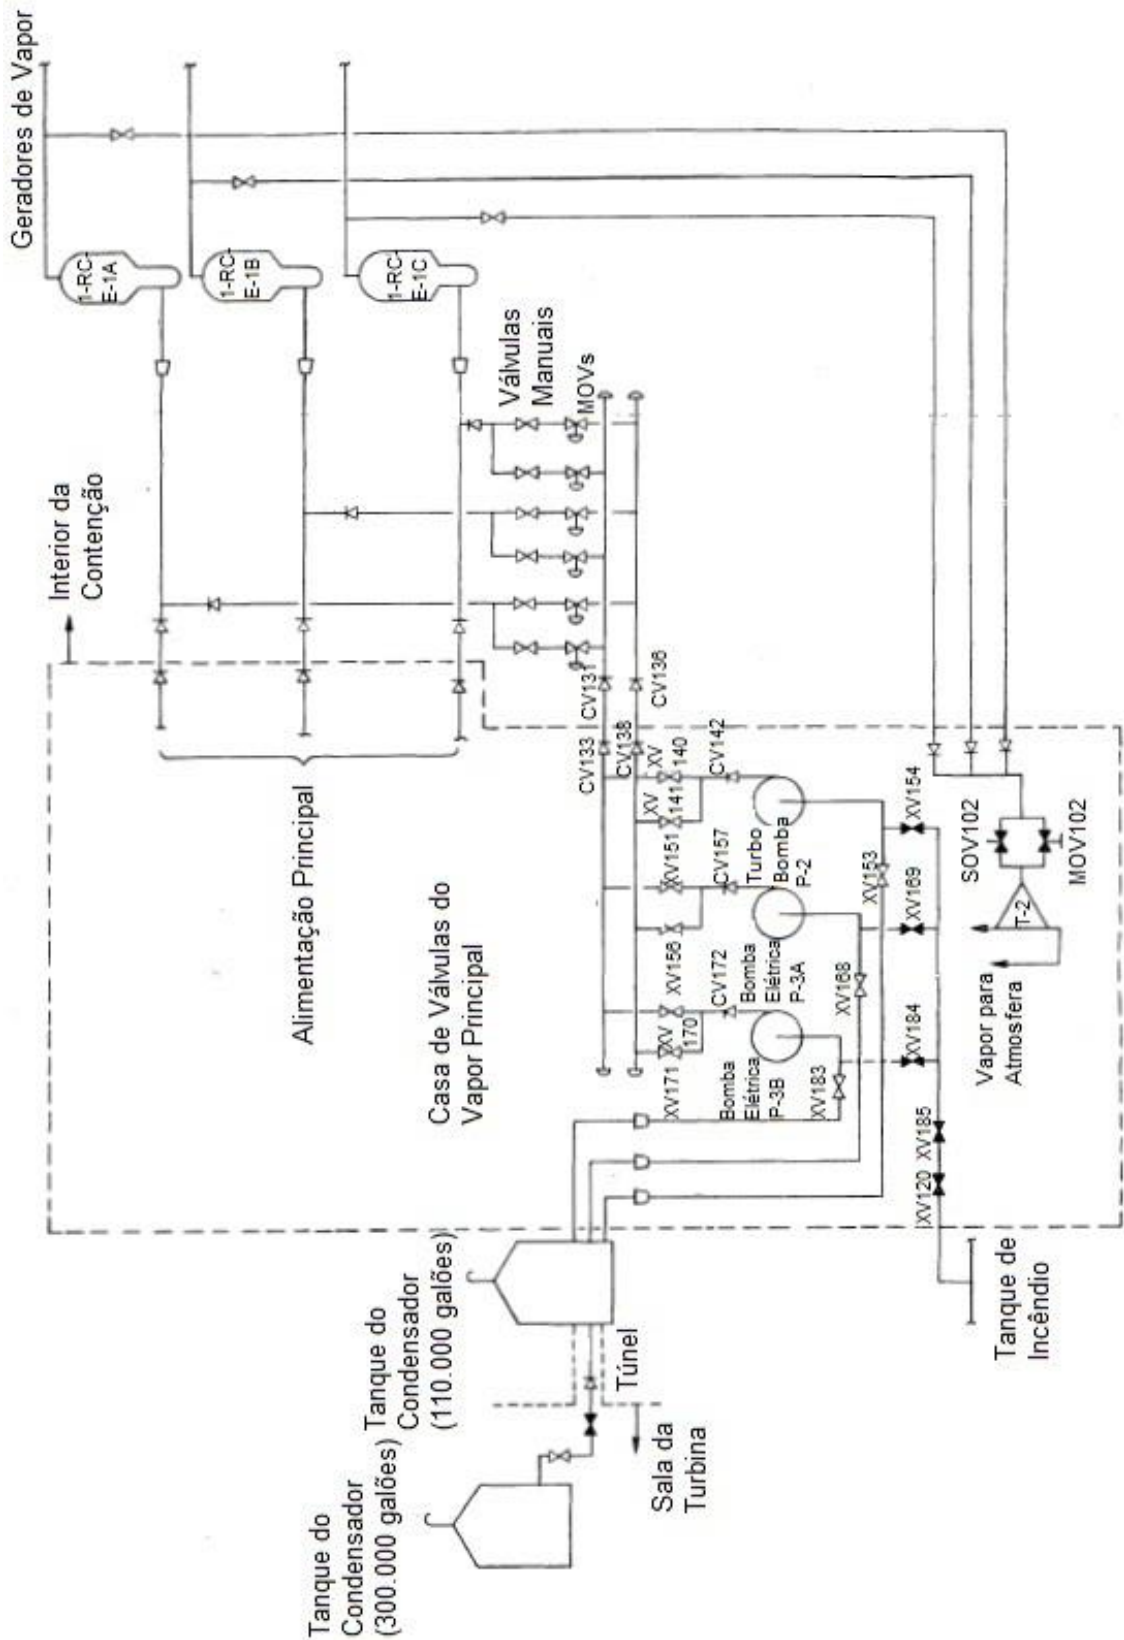 Geradores de Vapor
1-RC-
E-1A
1-RC-
E-1B
1-RC-
E-1C
Interior da
Contenção
Válvulas
Manuais
MOVs
Alimentação Principal
Casa de Válvulas do
Vapor Principal
CV131
CV136
CV133
CV138
XV
140
CV142
XV
141
XV151
CV157
Turbo
Bomba
P-2
XV156
CV172
Bomba
Elétrica
P-3A
XV
170
XV171
Bomba
Elétrica
P-3B
XV183
XV168
XV153
XV154
XV169
XV184
XV185
XV120
SOV102
MOV102
T-2
Vapor para
Atmosfera
Tanque do
Condensador
(110.000 galões)
Túnel
Tanque do
Condensador
(300.000 galões)
Sala da
Turbina
Tanque de
Incêndio